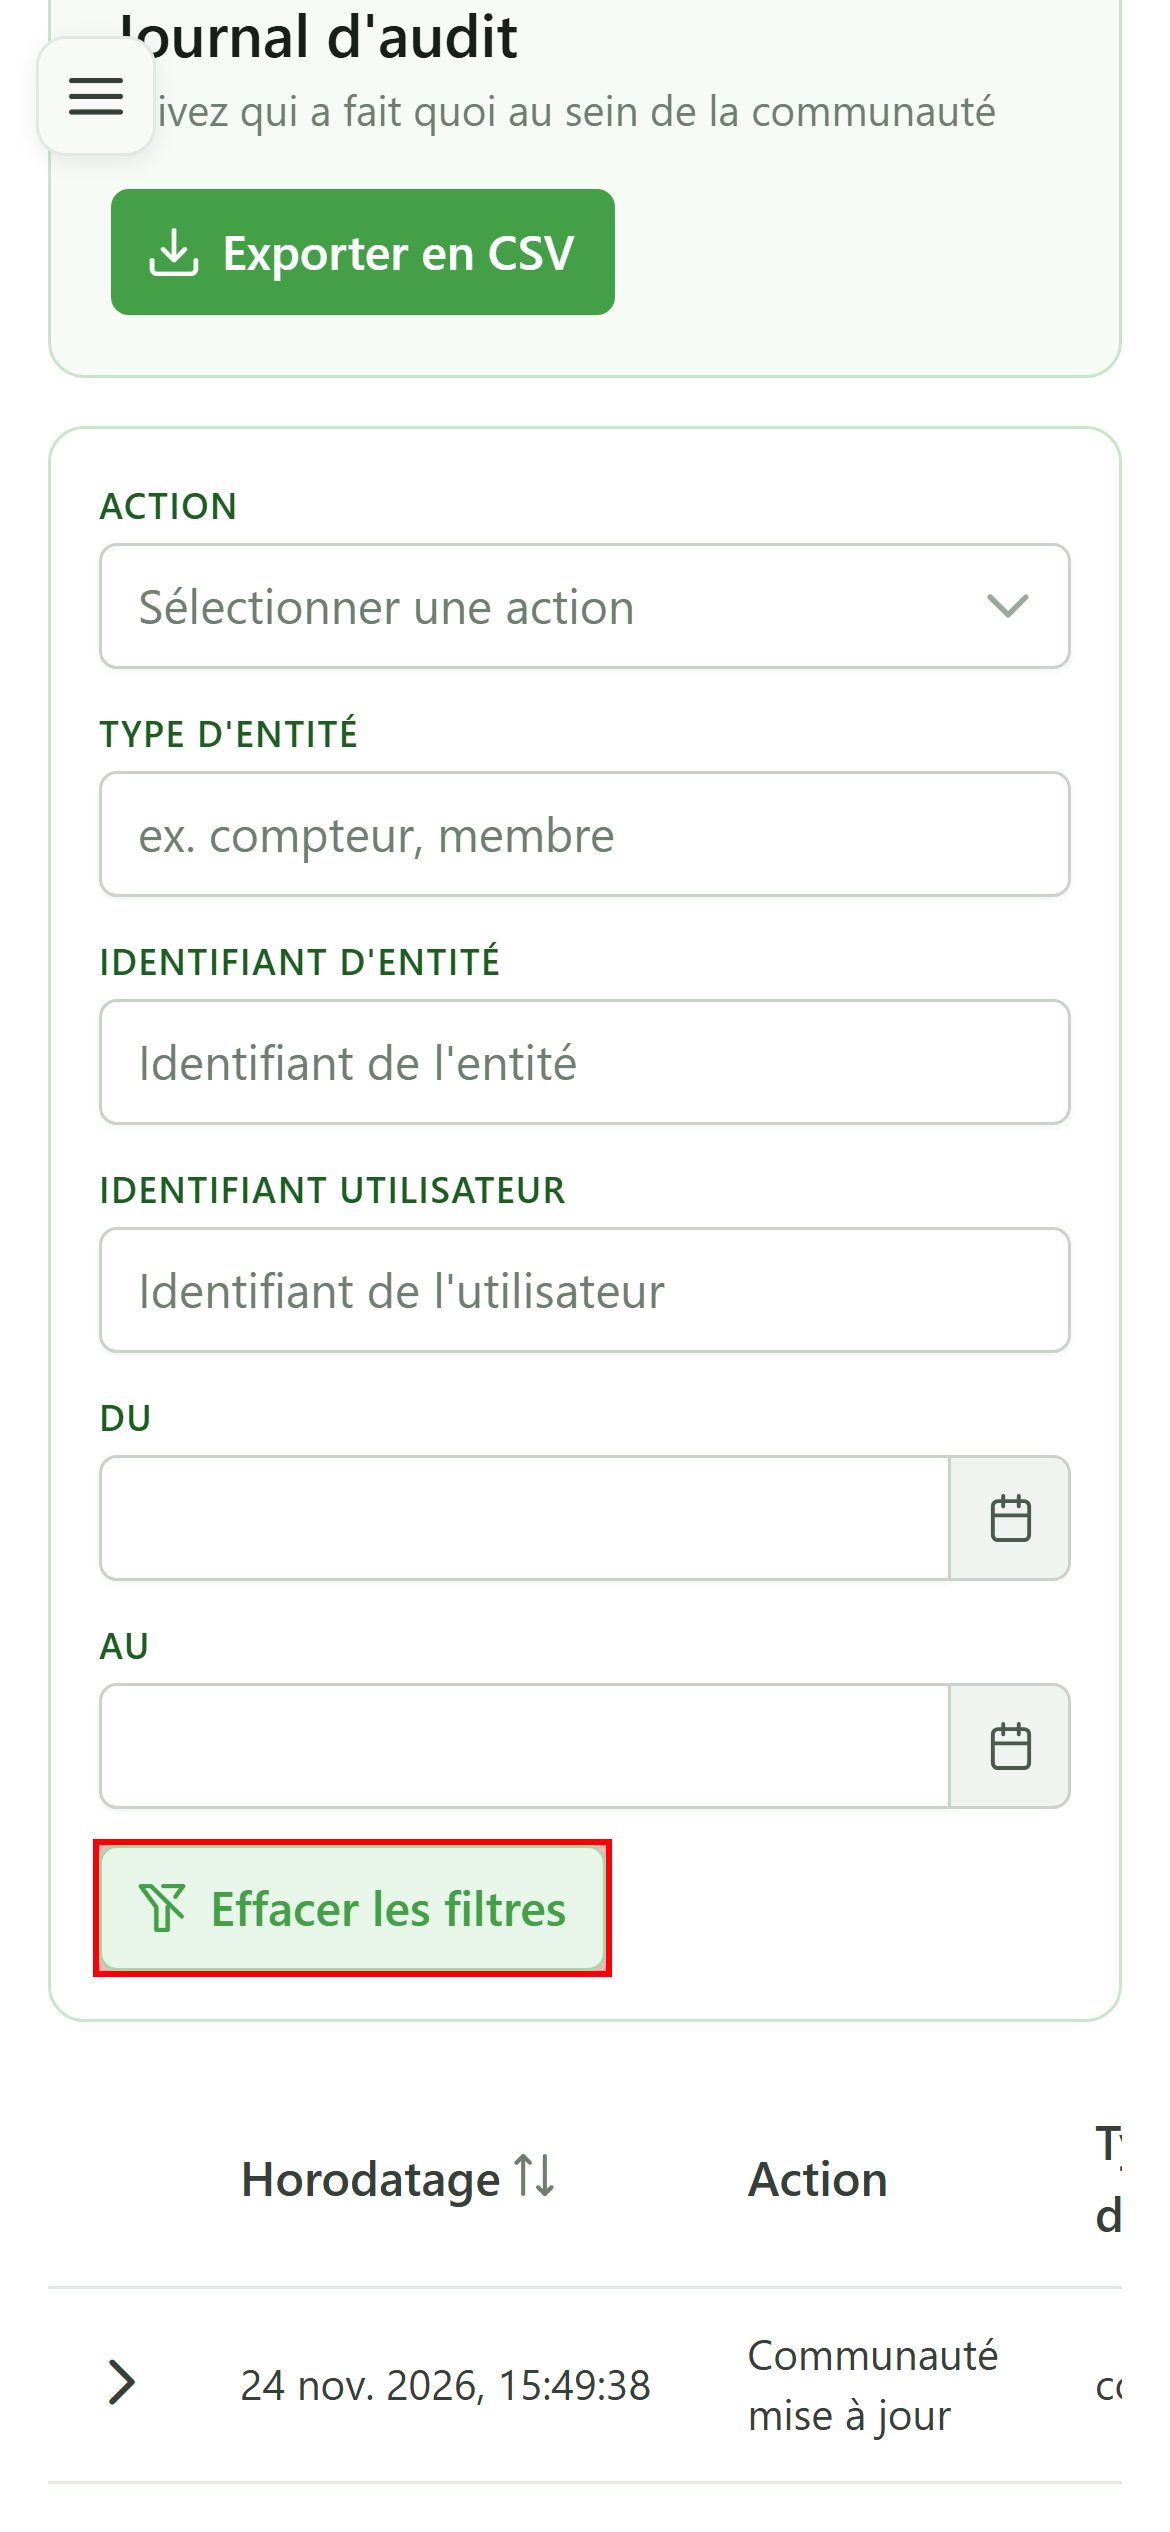 Journal d'audit
ivez qui a fait quoi au sein de la communauté
Exporter en CSV
ACTION
Sélectionner une action
TYPE D'ENTITÉ
ex. compteur, membre
IDENTIFIANT D'ENTITÉ
Identifiant de l'entité
IDENTIFIANT UTILISATEUR
Identifiant de l'utilisateur
DU
AU
Effacer les filtres
Horodatage
Action
24 nov. 2026, 15:49:38
Communauté
mise à jour